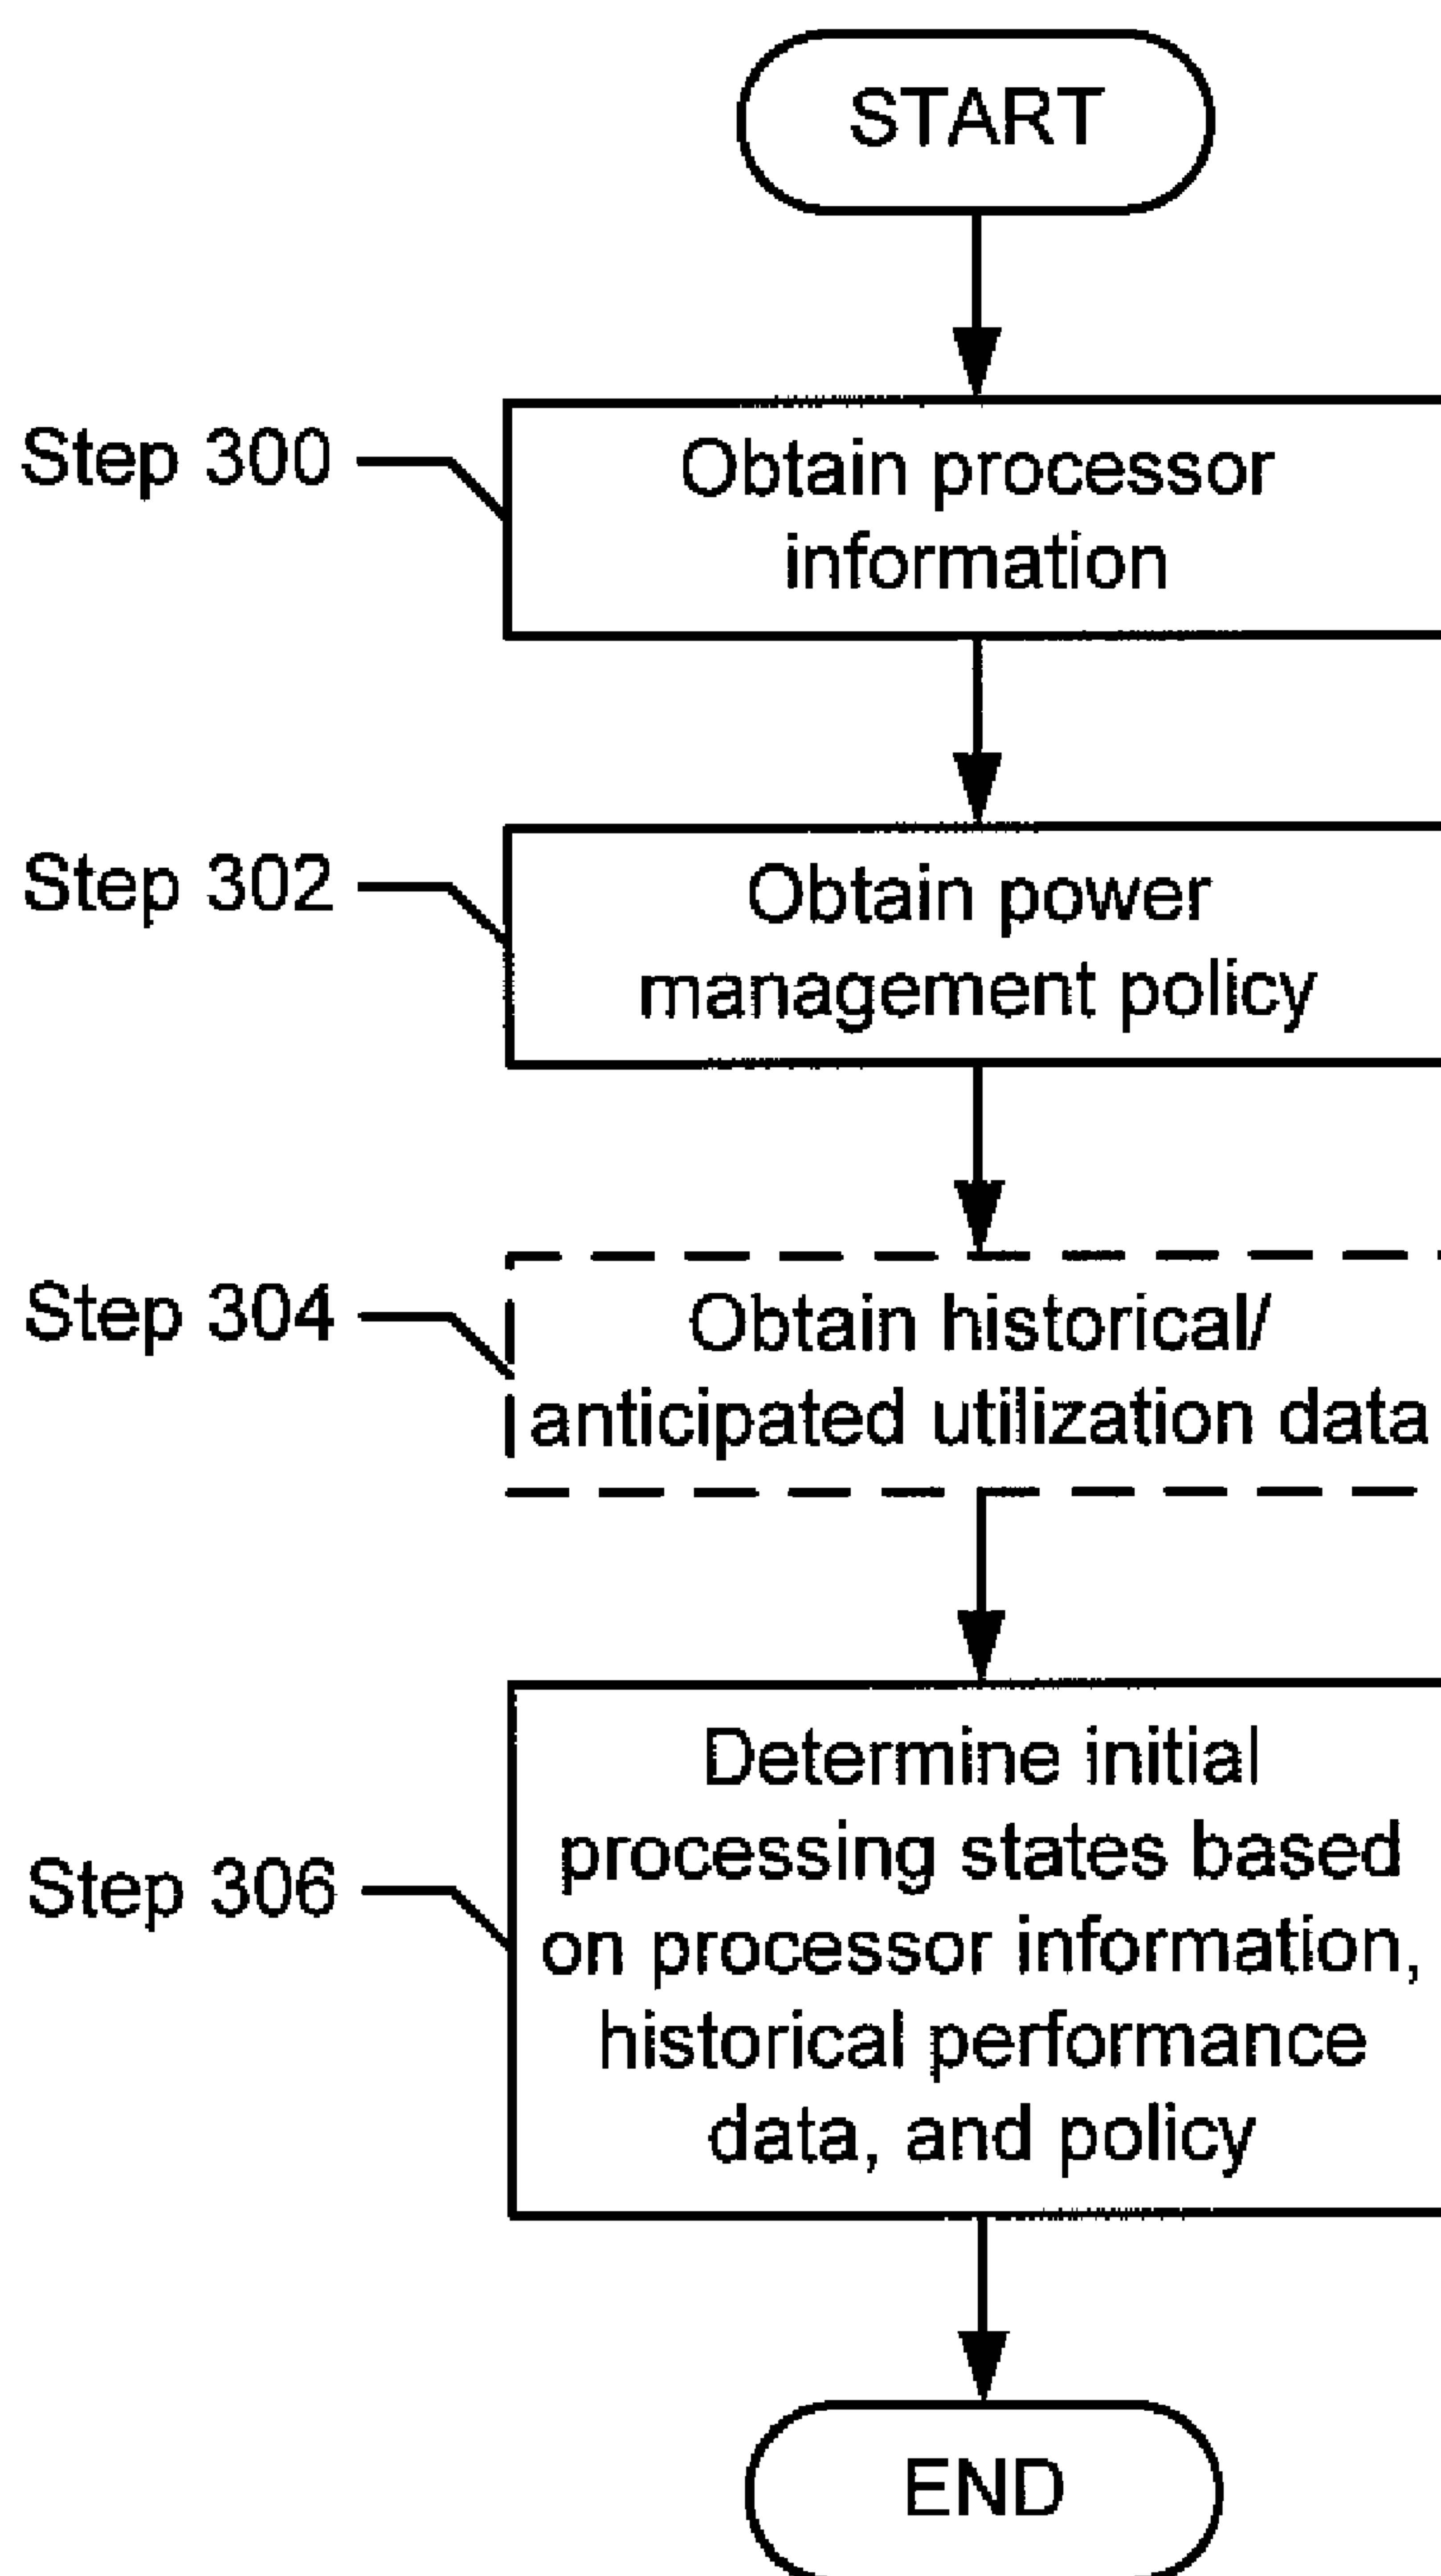 START
Step 300
Obtain processor
information
Step 302
Obtain power
management policy
Step 304
Obtain historical/
anticipated utilization data
Step 306
Determine initial
processing states based
on processor information,
historical performance
data, and policy
END